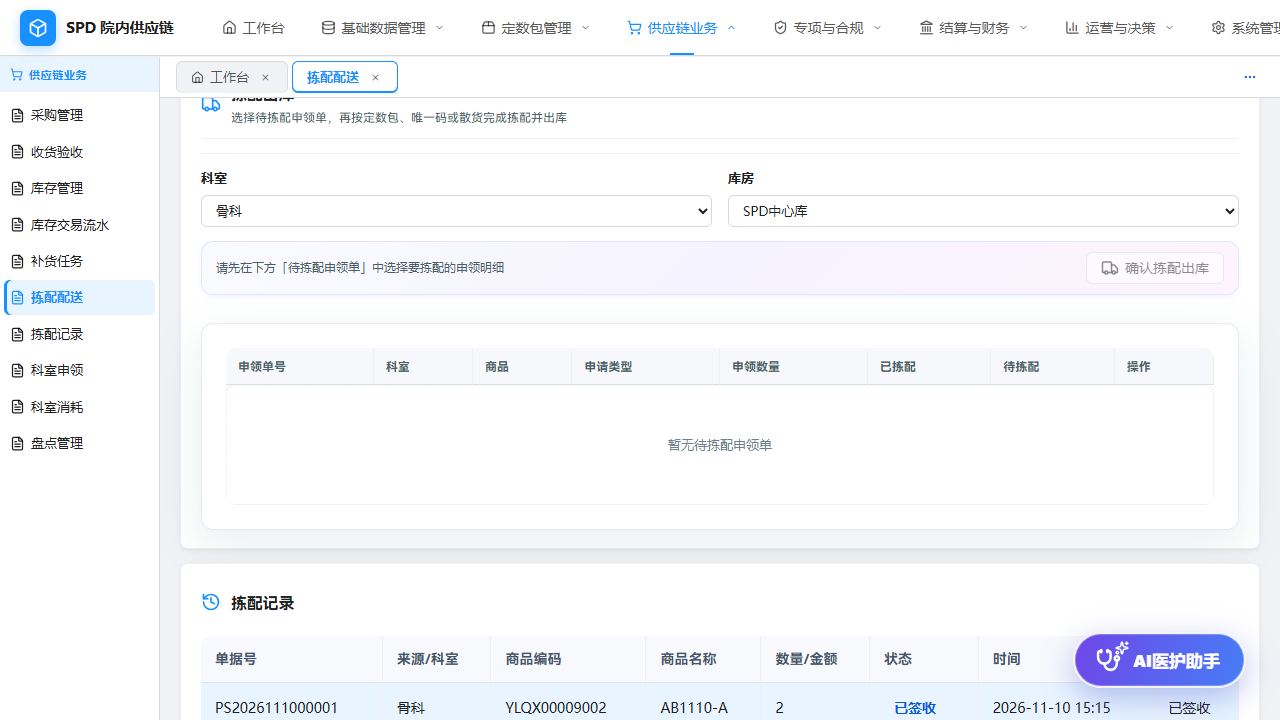 SPD 院内供应链
工作台
基础数据管理
定数包管理
供应链业务
专项与合规
结算与财务
运营与决策
系统管理
供应链业务
工作台 ×
拣配配送 ×
...
采购管理
收货验收
库存管理
库存交易流水
补货任务
拣配配送
拣配记录
科室申领
科室消耗
盘点管理
拣配出库
选择待拣配申领单，再按定数包、唯一码或散货完成拣配并出库
科室
库房
骨科
SPD中心库
请先在下方「待拣配申领单」中选择要拣配的申领明细
确认拣配出库
申领单号 科室 商品 申请类型 申领数量 已拣配 待拣配 操作
暂无待拣配申领单
拣配记录
单据号 来源/科室 商品编码 商品名称 数量/金额 状态 时间
PS2026111000001 骨科 YLQX00009002 AB1110-A 2 已签收 2026-11-10 15:15 已签收
AI医护助手